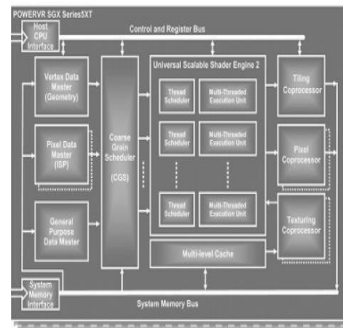 POWERVR SGX Series5XT
Host
CPU
Interface
Control and Register Bus
Vertex Data
Master
(Geometry)
Pixel Data
Master
(ISP)
General
Purpose
Data Master
Coarse
Grain
Scheduler
(CGS)
Universal Scalable Shader Engine 2
Thread
Scheduler
Multi-Threaded
Execution Unit
Thread
Scheduler
Multi-Threaded
Execution Unit
Thread
Scheduler
Multi-Threaded
Execution Unit
Multi-level Cache
Tiling
Coprocessor
Pixel
Coprocessor
Texturing
Coprocessor
System
Memory
Interface
System Memory Bus